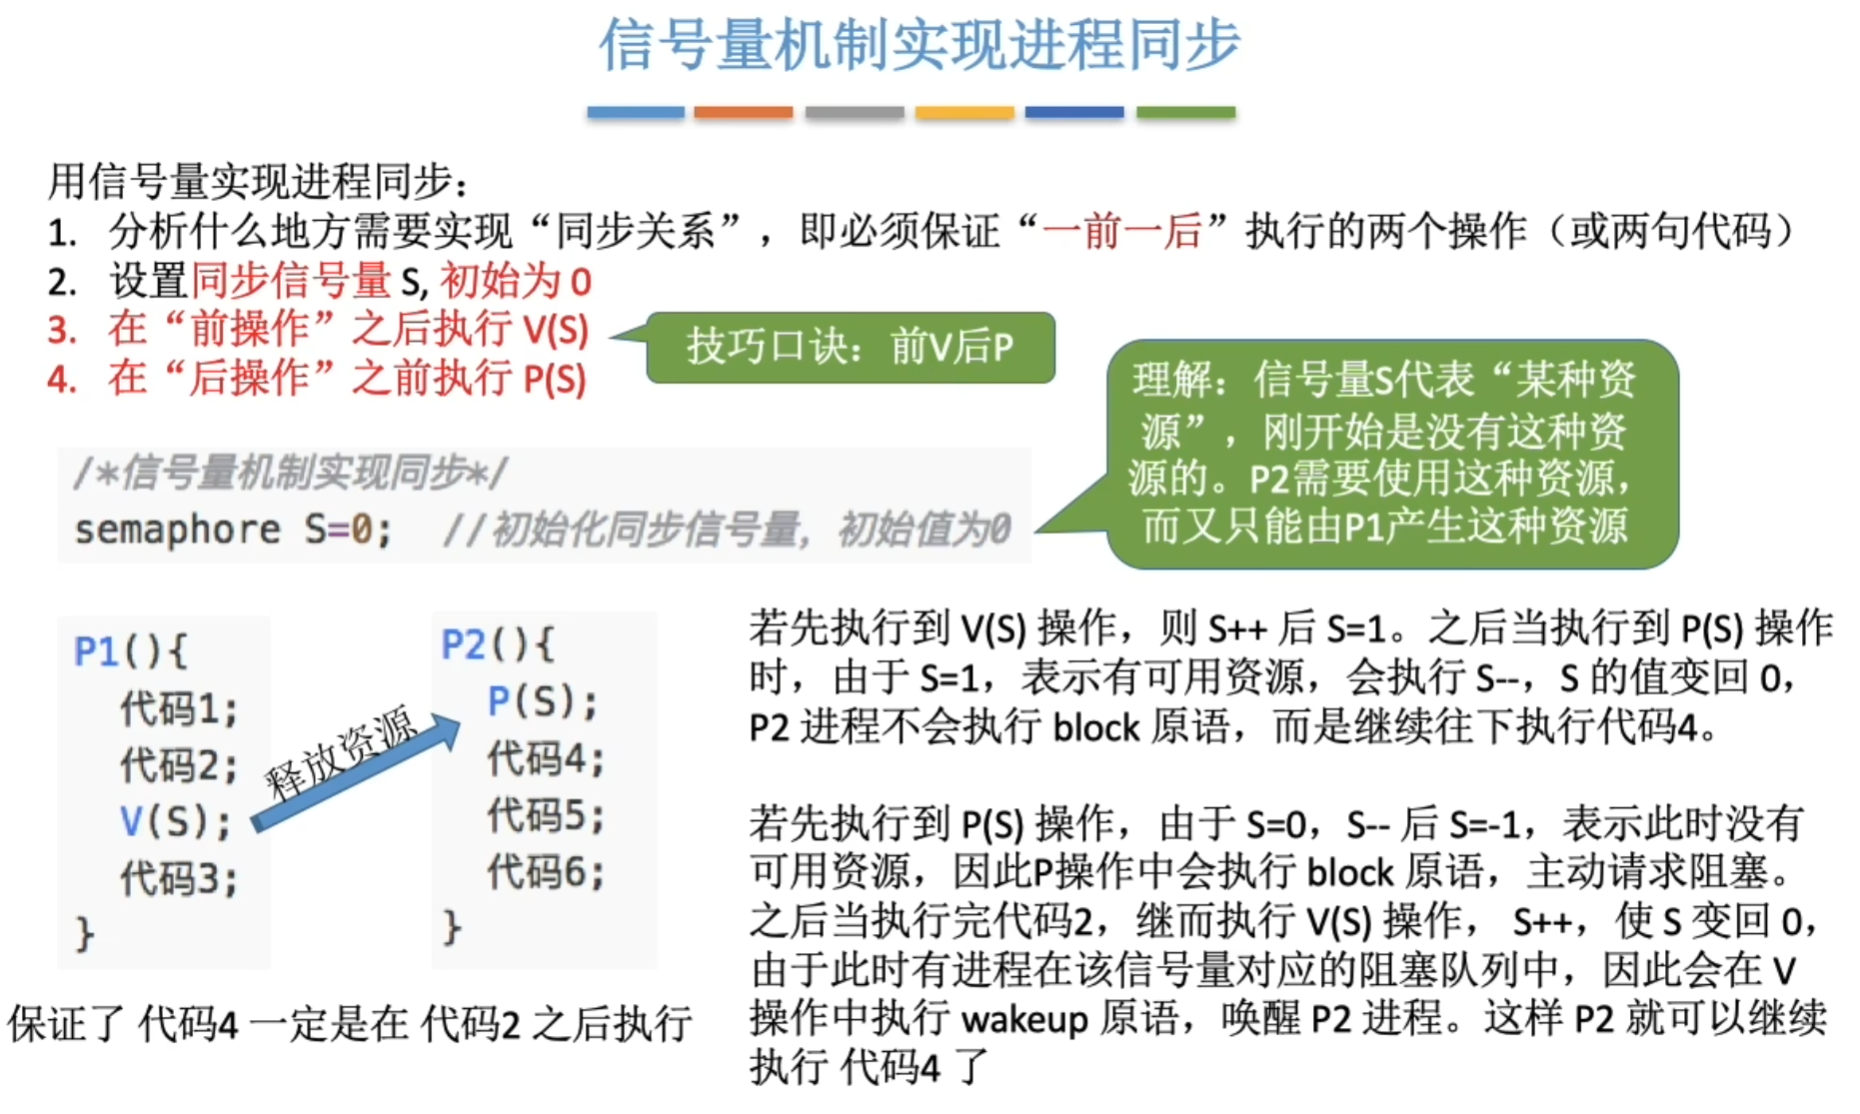 信号量机制实现进程同步
用信号量实现进程同步：
1. 分析什么地方需要实现“同步关系”，即必须保证“一前一后”执行的两个操作（或两句代码）
2. 设置同步信号量 S, 初始为 0
3. 在“前操作”之后执行 V(S)
4. 在“后操作”之前执行 P(S)
技巧口诀：前V后P
理解：信号量S代表“某种资
源”，刚开始是没有这种资
源的。P2需要使用这种资源，
而又只能由P1产生这种资源
/*信号量机制实现同步*/
semaphore S=0; //初始化同步信号量，初始值为0
P1(){
代码1;
代码2;
V(S);
代码3;
}
释放资源
P2(){
P(S);
代码4;
代码5;
代码6;
}
保证了 代码4 一定是在 代码2 之后执行
若先执行到 V(S) 操作，则 S++ 后 S=1。之后当执行到 P(S) 操作
时，由于 S=1，表示有可用资源，会执行 S--，S 的值变回 0，
P2 进程不会执行 block 原语，而是继续往下执行代码4。
若先执行到 P(S) 操作，由于 S=0，S-- 后 S=-1，表示此时没有
可用资源，因此P操作中会执行 block 原语，主动请求阻塞。
之后当执行完代码2，继而执行 V(S) 操作， S++，使 S 变回 0，
由于此时有进程在该信号量对应的阻塞队列中，因此会在 V
操作中执行 wakeup 原语，唤醒 P2 进程。这样 P2 就可以继续
执行 代码4 了